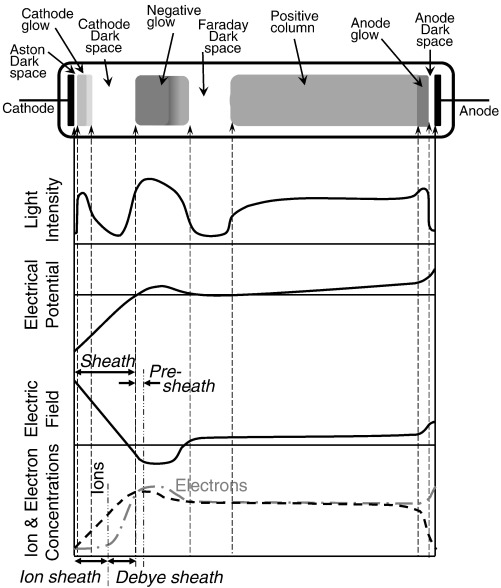 Cathode
glow
Aston
Dark
space
Cathode
Dark
space
Negative
glow
Faraday
Dark
space
Positive
column
Anode
glow
Anode
Dark
space
Cathode
Anode
Light
Intensity
Electrical
Potential
Sheath
Pre-
sheath
Electric
Field
Ion & Electron
Concentrations
Ions
Electrons
Ion sheath
Debye sheath